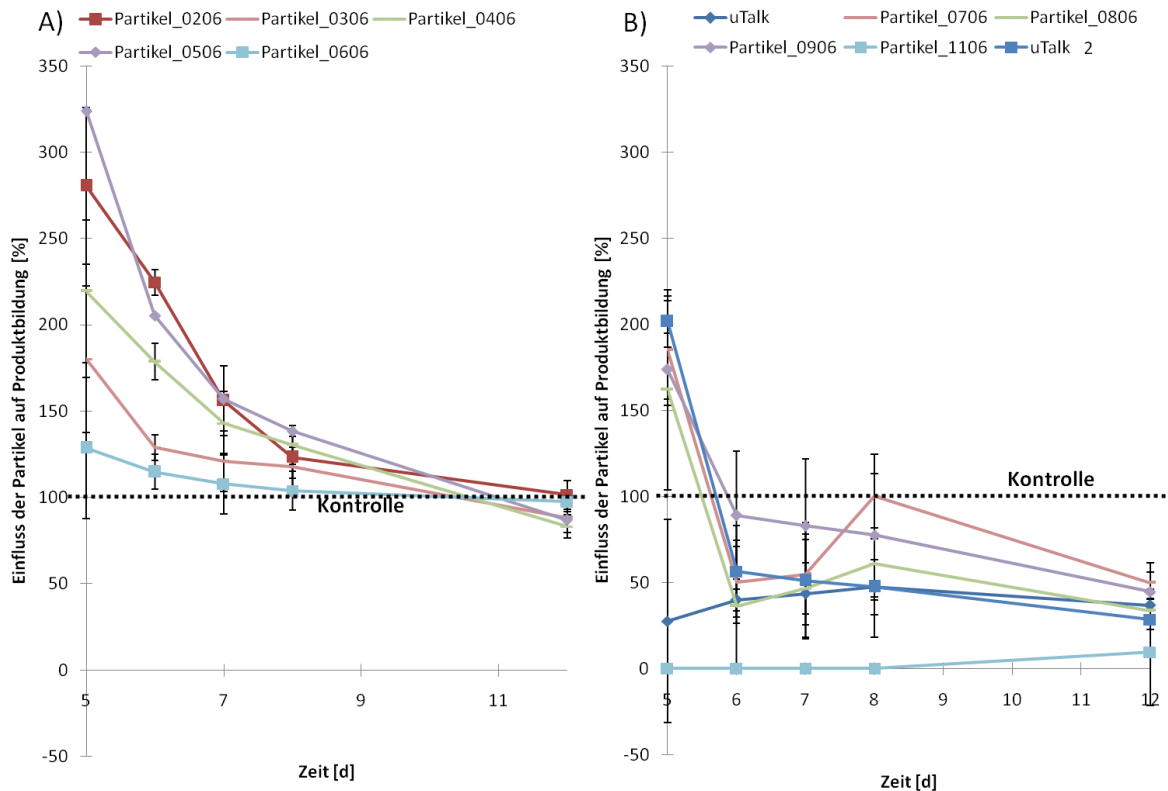 A)
Partikel_0206 Partikel_0306 Partikel_0406
Partikel_0506 Partikel_0606
350
300
250
200
150
100
50
0
-50
Einfluss der Partikel auf Produktbildung [%]
Kontrolle
5 7 9 11
Zeit [d]
B)
uTalk Partikel_0706 Partikel_0806
Partikel_0906 Partikel_1106 uTalk 2
350
300
250
200
150
100
50
0
-50
Einfluss der Partikel auf Produktbildung [%]
Kontrolle
5 6 7 8 9 10 11 12
Zeit [d]